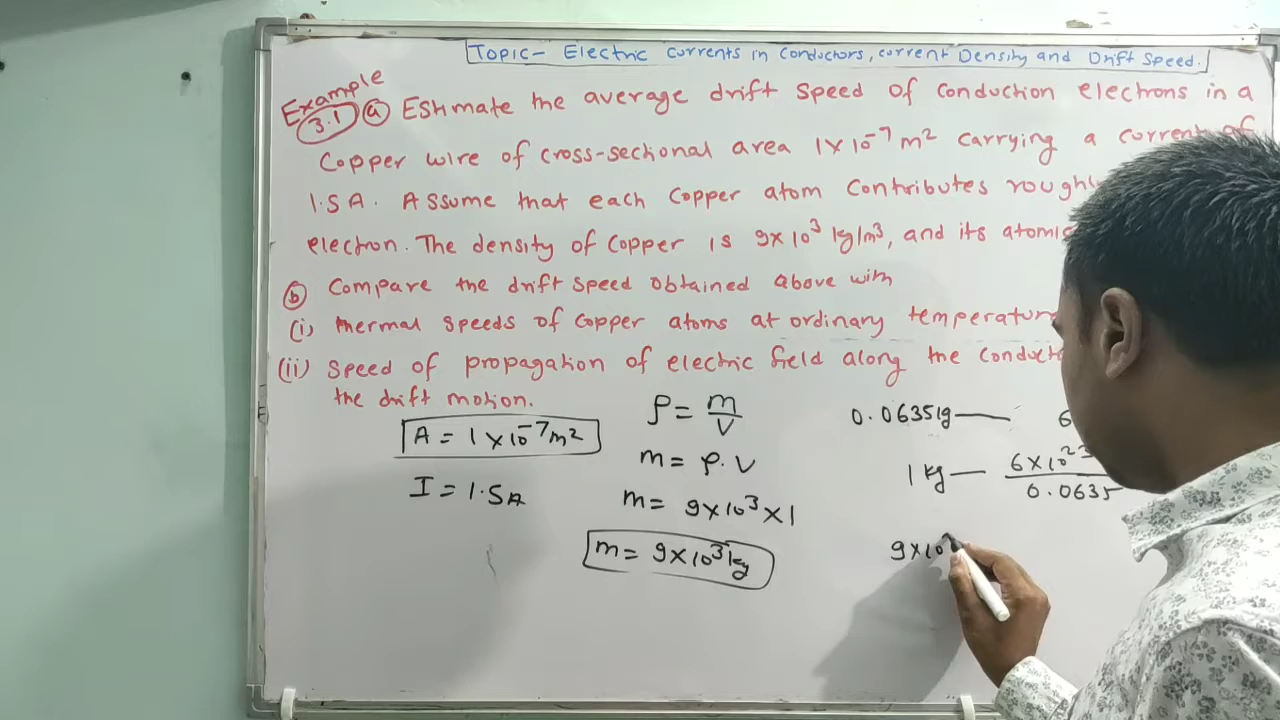 Topic- Electric currents in conductors, current Density and Drift Speed.
Example
3.1 (a) Estimate the average drift speed of conduction electrons in a
Copper wire of cross-sectional area 1×10⁻⁷ m² carrying a current of
1.5A. Assume that each copper atom contributes roughly
electron. The density of copper is 9×10³ kg/m³, and its atomic
(b) Compare the drift speed obtained above with
(i) thermal speeds of copper atoms at ordinary temperature
(ii) Speed of propagation of electric field along the
the drift motion.
A = 1×10⁻⁷m²
I = 1.5A
ρ = m/V
m = ρ.V
m = 9×10³×1
m = 9×10³kg
0.0635kg — 6
1 kg — 6×10²³/0.0635
9×10